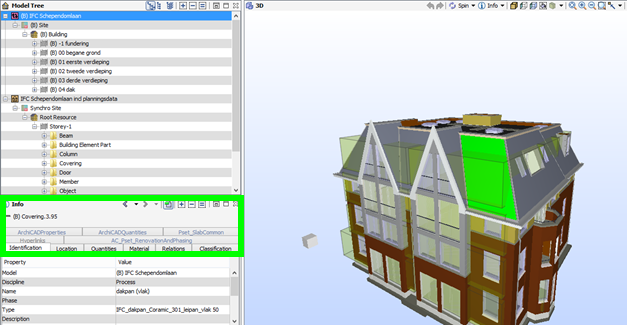 Model Tree
(B) IFC Schependomlaan
(B) Site
(B) Building
(B) -1 fundering
(B) 00 begane grond
(B) 01 eerste verdieping
(B) 02 tweede verdieping
(B) 03 derde verdieping
(B) 04 dak
IFC Schependomlaan incl planningsdata
Synchro Site
Root Resource
Storey-1
Beam
Building Element Part
Column
Covering
Door
Member
Object
Info
(B) Covering.3.95
ArchiCADProperties ArchiCADQuantities Pset_SlabCommon
Hyperlinks AC_Pset_RenovationAndPhasing
Identification Location Quantities Material Relations Classification
Property Value
Model (B) IFC Schependomlaan
Discipline Process
Name dakpan (vlak)
Phase
Type IFC_dakpan_Coramic_301_leipan_vlak 50
Description
3D
Spin Info